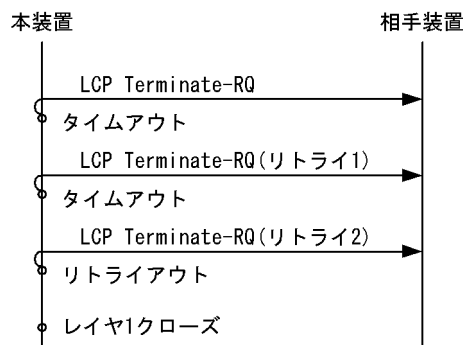 本装置 相手装置
LCP Terminate-RQ
タイムアウト
LCP Terminate-RQ(リトライ1)
タイムアウト
LCP Terminate-RQ(リトライ2)
リトライアウト
レイヤ1クローズ